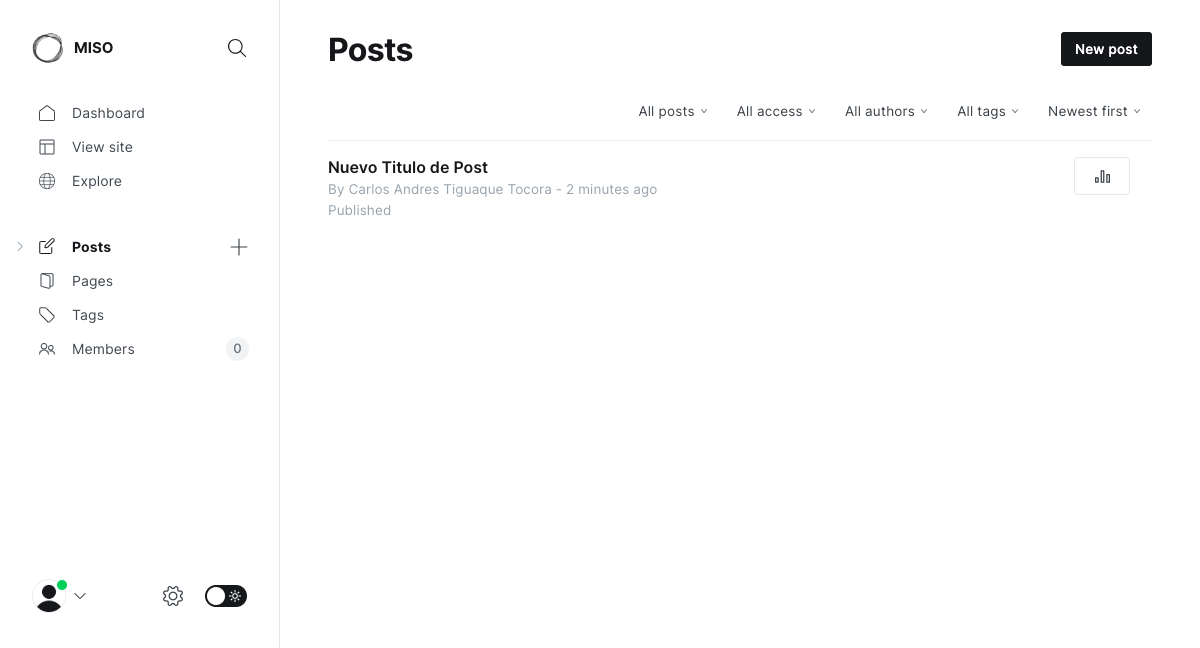 MISO
Dashboard
View site
Explore
Posts
Pages
Tags
Members
0
Posts
New post
All posts
All access
All authors
All tags
Newest first
Nuevo Titulo de Post
By Carlos Andres Tiguaque Tocora - 2 minutes ago
Published